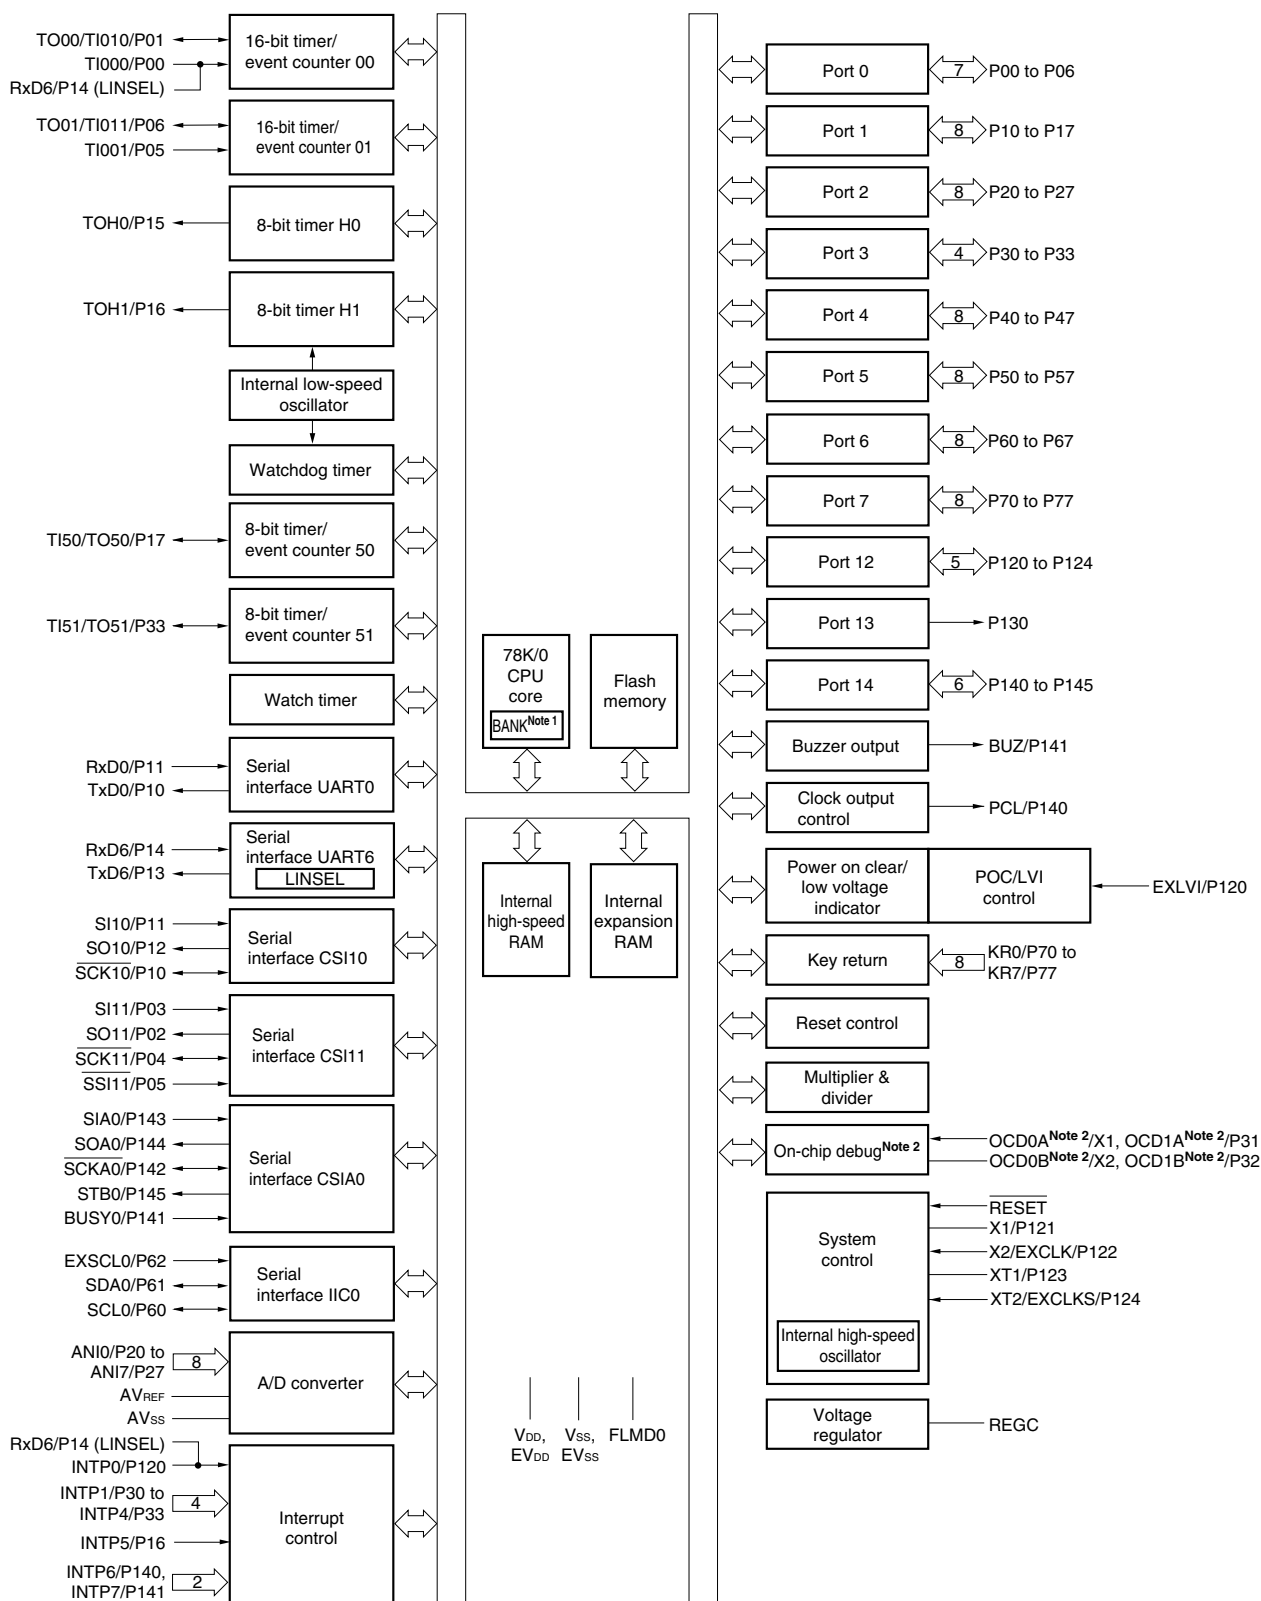 TO00/TI010/P01
TI000/P00
RxD6/P14 (LINSEL)
16-bit timer/
event counter 00
TO01/TI011/P06
TI001/P05
16-bit timer/
event counter 01
TOH0/P15
8-bit timer H0
TOH1/P16
8-bit timer H1
Internal low-speed
oscillator
Watchdog timer
TI50/TO50/P17
8-bit timer/
event counter 50
TI51/TO51/P33
8-bit timer/
event counter 51
Watch timer
RxD0/P11
TxD0/P10
Serial
interface UART0
RxD6/P14
TxD6/P13
Serial
interface UART6
LINSEL
SI10/P11
SO10/P12
SCK10/P10
Serial
interface CSI10
SI11/P03
SO11/P02
SCK11/P04
SSI11/P05
Serial
interface CSI11
SIA0/P143
SOA0/P144
SCKA0/P142
STB0/P145
BUSY0/P141
Serial
interface CSIA0
EXSCL0/P62
SDA0/P61
SCL0/P60
Serial
interface IIC0
ANI0/P20 to
ANI7/P27
8
AVREF
AVSS
A/D converter
RxD6/P14 (LINSEL)
INTP0/P120
INTP1/P30 to
INTP4/P33
4
INTP5/P16
INTP6/P140,
INTP7/P141
2
Interrupt
control
78K/0
CPU
core
BANKNote 1
Flash
memory
Internal
high-speed
RAM
Internal
expansion
RAM
VDD,
EVDD
VSS,
EVSS
FLMD0
Port 0
7
P00 to P06
Port 1
8
P10 to P17
Port 2
8
P20 to P27
Port 3
4
P30 to P33
Port 4
8
P40 to P47
Port 5
8
P50 to P57
Port 6
8
P60 to P67
Port 7
8
P70 to P77
Port 12
5
P120 to P124
Port 13
P130
Port 14
6
P140 to P145
Buzzer output
BUZ/P141
Clock output
control
PCL/P140
Power on clear/
low voltage
indicator
POC/LVI
control
EXLVI/P120
Key return
8
KR0/P70 to
KR7/P77
Reset control
Multiplier &
divider
On-chip debugNote 2
OCD0ANote 2/X1, OCD1ANote 2/P31
OCD0BNote 2/X2, OCD1BNote 2/P32
System
control
RESET
X1/P121
X2/EXCLK/P122
XT1/P123
XT2/EXCLKS/P124
Internal high-speed
oscillator
Voltage
regulator
REGC